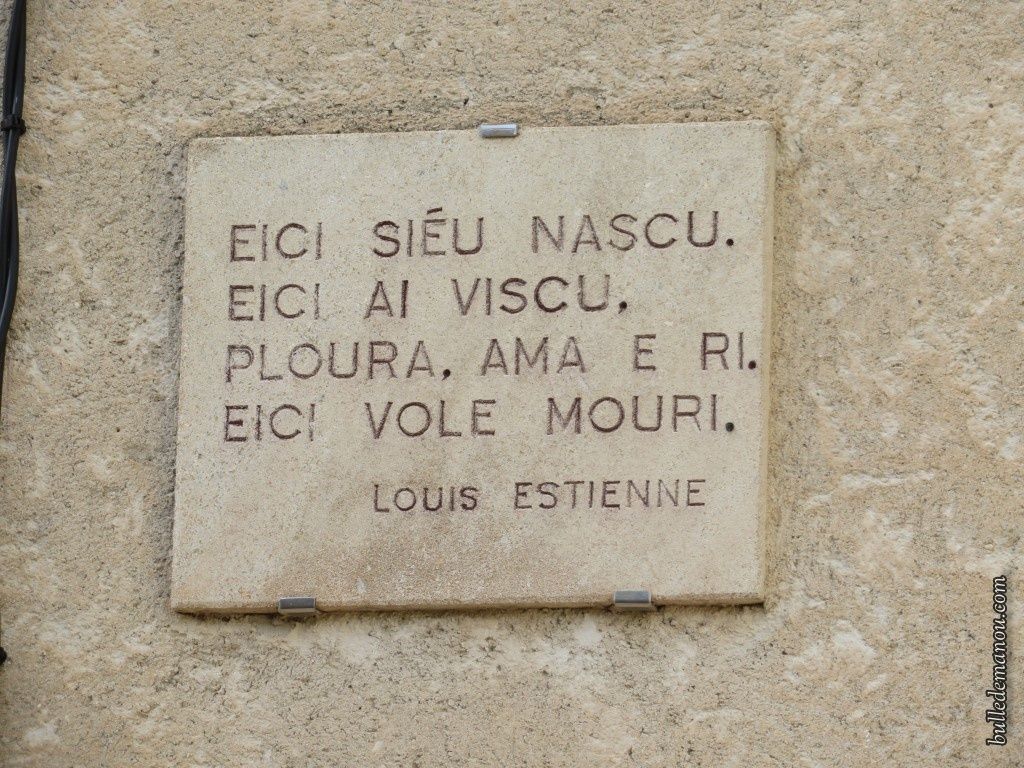 EICI SIÉU NASCU.
EICI AI VISCU,
PLOURA, AMA E RI.
EICI VOLE MOURI.
LOUIS ESTIENNE
bulledemanou.com